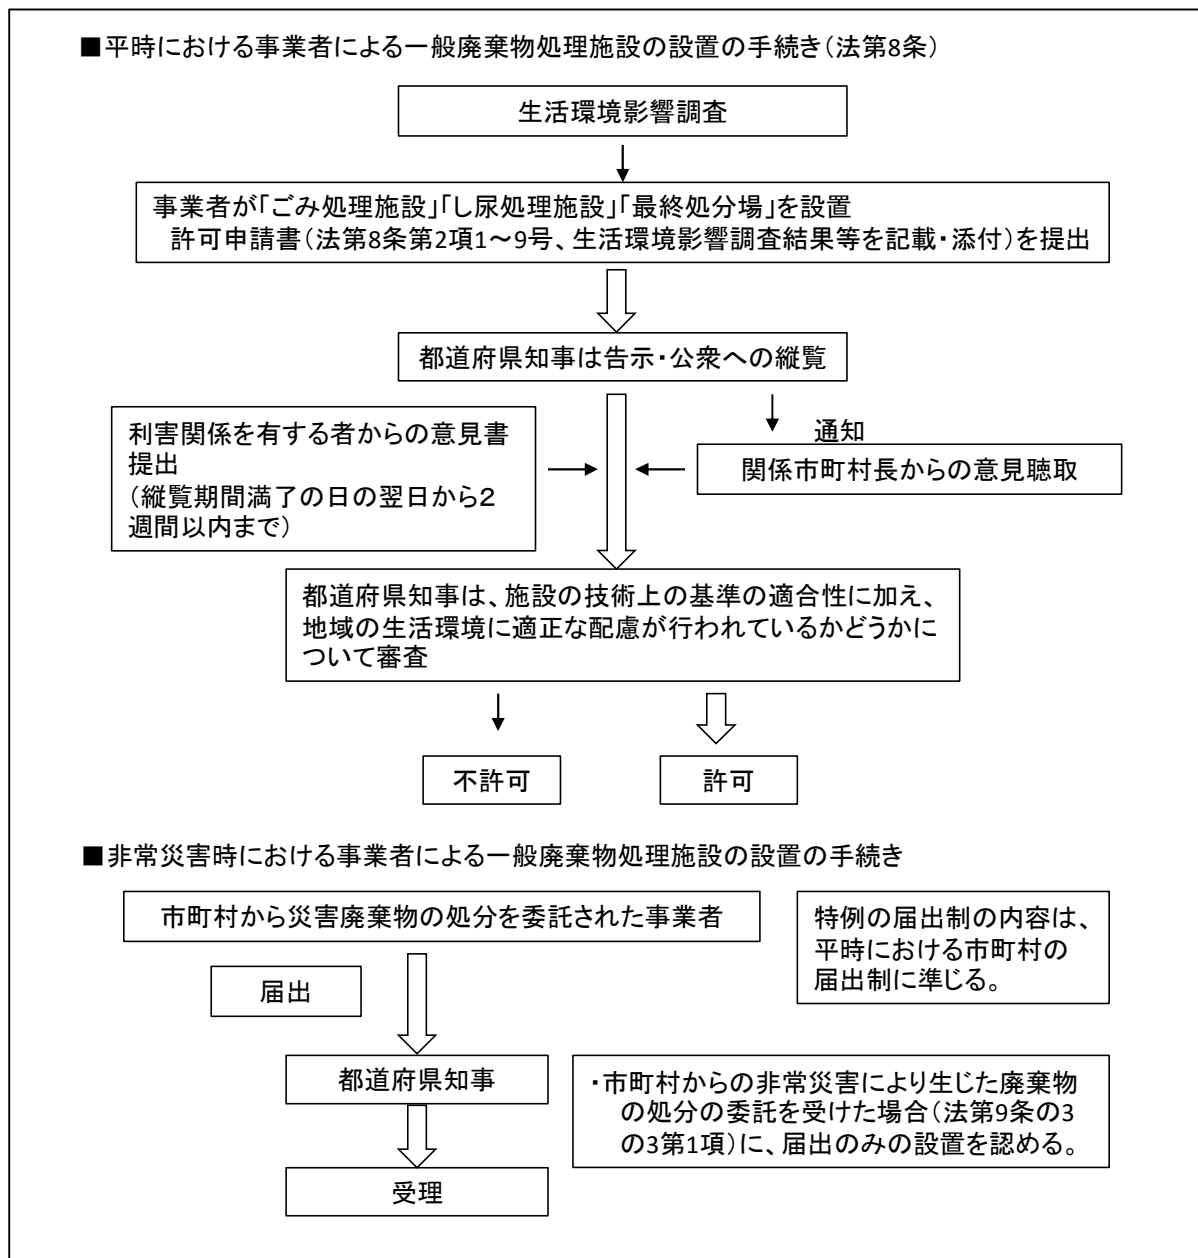 ■平時における事業者による一般廃棄物処理施設の設置の手続き(法第8条)
生活環境影響調査
事業者が「ごみ処理施設」「し尿処理施設」「最終処分場」を設置
許可申請書(法第8条第2項1～9号、生活環境影響調査結果等を記載・添付)を提出
都道府県知事は告示・公衆への縦覧
利害関係を有する者からの意見書
提出
(縦覧期間満了の日の翌日から２
週間以内まで)
通知
関係市町村長からの意見聴取
都道府県知事は、施設の技術上の基準の適合性に加え、
地域の生活環境に適正な配慮が行われているかどうかに
ついて審査
不許可
許可
■非常災害時における事業者による一般廃棄物処理施設の設置の手続き
市町村から災害廃棄物の処分を委託された事業者
特例の届出制の内容は、
平時における市町村の
届出制に準じる。
届出
都道府県知事
・市町村からの非常災害により生じた廃棄物
の処分の委託を受けた場合(法第9条の3
の3第1項)に、届出のみの設置を認める。
受理